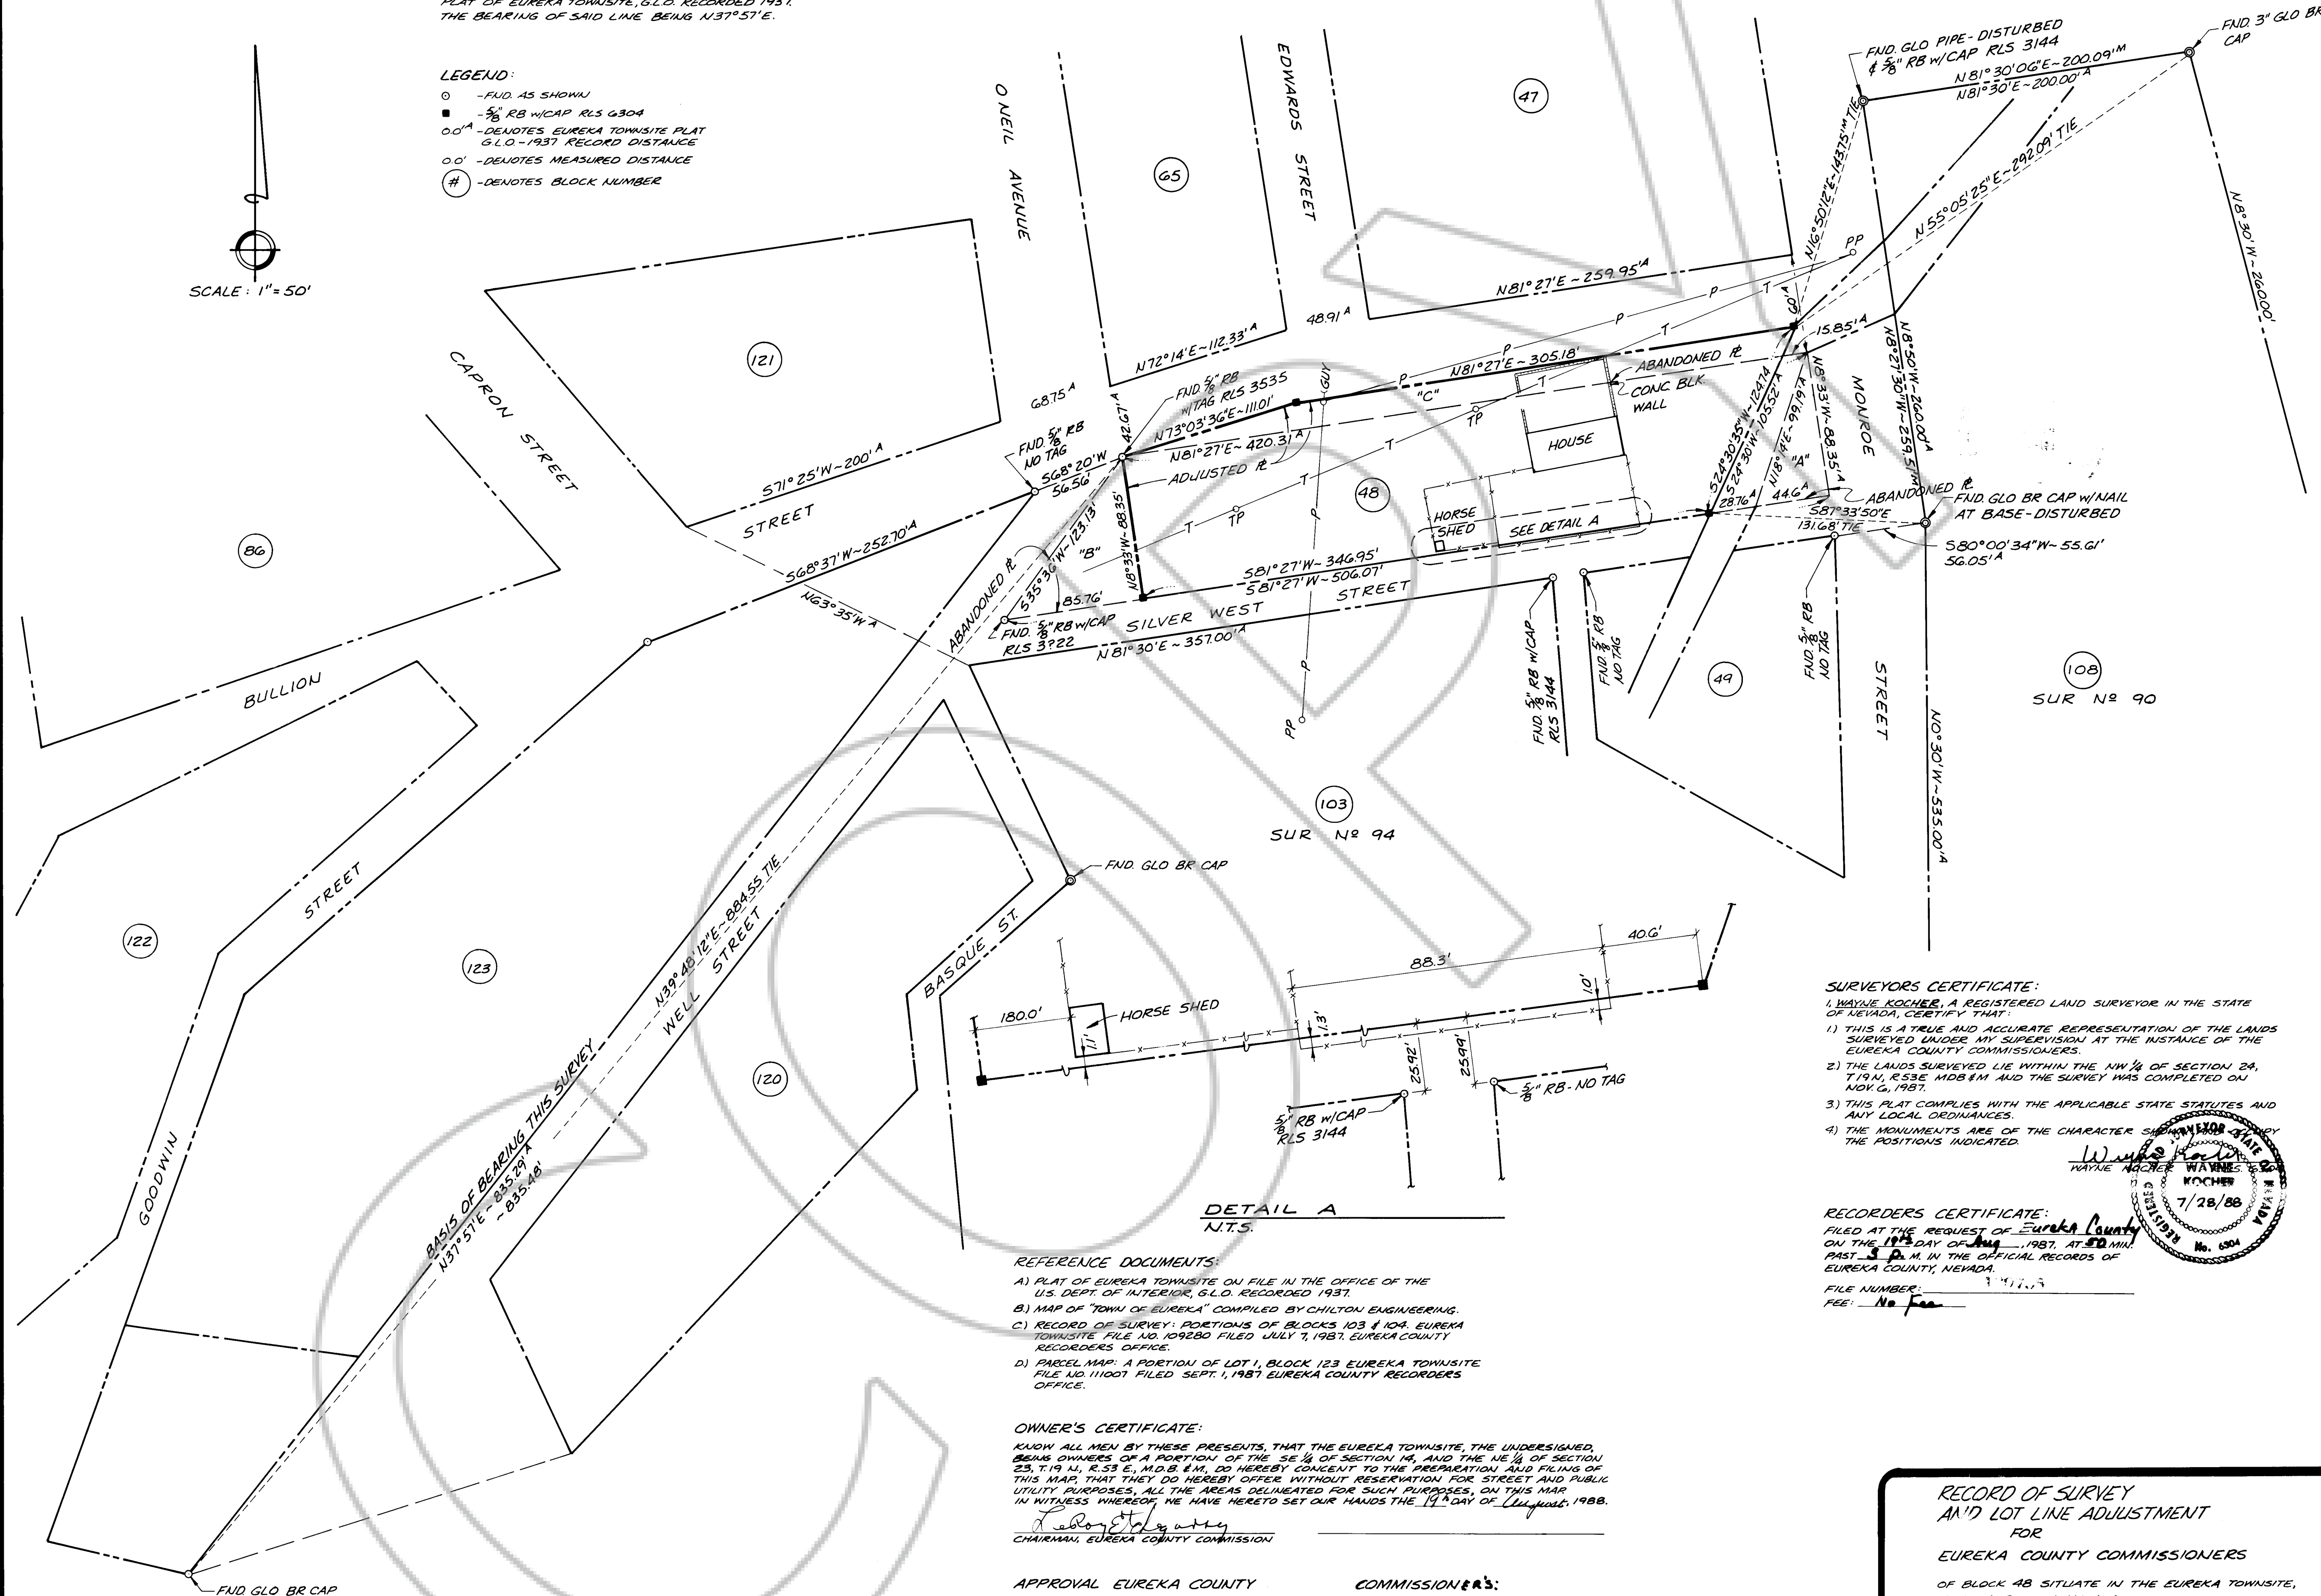 PLAT OF EUREKA TOWNSITE, G.L.O. RECORDED 1937.
THE BEARING OF SAID LINE BEING N37°57'E.
LEGEND:
-FND. AS SHOWN
-5/8" RB W/CAP RLS 6304
0.0'A -DENOTES EUREKA TOWNSITE PLAT
G.L.O.-1937 RECORD DISTANCE
0.0' -DENOTES MEASURED DISTANCE
# -DENOTES BLOCK NUMBER
SCALE: 1"=50'
O NEIL AVENUE
EDWARDS STREET
47
65
121
86
CAPRON STREET
FND. GLO PIPE-DISTURBED
& 5/8" RB w/CAP RLS 3144
FND. 3" GLO BR
CAP
N81°30'06"E~200.09'M
N81°30'E~200.00'A
N16°50'12"E~143.75'M TIE
N55°05'25"E~292.09' TIE
N8°30'W~260.00'
N81°27'E~259.95'A
48.91A
N72°14'E~112.33'A
68.75A
42.67'A
60'A
15.85'A
PP
P
T
GUY
TP
N81°27'E~305.18'
"C"
ABANDONED PL
CONC. BLK.
WALL
HOUSE
FND. 5/8" RB
W/TAG RLS 3535
N73°03'36"E~111.01'
N81°27'E~420.31A
ADJUSTED PL
FND. 5/8" RB
NO TAG
S68°20'W
56.56'
S71°25'W~200'A
STREET
S68°37'W~252.70'A
N63°35'W A
ABANDONED PL
S35°36'W~123.13'
"B"
N8°33'W~88.35'
85.76'
FND. 5/8" RB w/CAP
RLS 3?22
48
HORSE
SHED
SEE DETAIL A
S81°27'W~346.95'
S81°27'W~506.07'
SILVER WEST STREET
N81°30'E~357.00'A
S24°30'35"W~124.74
S24°30'W~105.52'A
N18°14'E~99.19'A
"A"
N8°33'W~88.35'A
MONROE STREET
N8°50'W~260.00'A
N8°27'30"W~259.51'M
28.76'A
44.6'A
ABANDONED PL
S87°33'50"E
131.68' TIE
FND. GLO BR CAP W/NAIL
AT BASE-DISTURBED
S80°00'34"W~55.61'
56.05'A
FND. 5/8" RB w/CAP
RLS 3144
FND. 5/8" RB
NO TAG
FND. 5/8" RB
NO TAG
49
108
SUR Nº 90
N0°30'W~535.00'A
PP
103
SUR Nº 94
BULLION
STREET
122
123
GOODWIN
FND. GLO BR CAP
N39°48'12"E~884.55 TIE
WELL STREET
BASQUE ST.
120
BASIS OF BEARING THIS SURVEY
N37°57'E~835.29'A
~835.48'
FND GLO BR CAP
180.0'
HORSE SHED
1.1'
1.3'
88.3'
40.6'
1.0'
25.92'
25.99'
5/8" RB W/CAP
RLS 3144
5/8" RB-NO TAG
DETAIL A
N.T.S.
REFERENCE DOCUMENTS:
A) PLAT OF EUREKA TOWNSITE ON FILE IN THE OFFICE OF THE
U.S. DEPT. OF INTERIOR, G.L.O. RECORDED 1937.
B.) MAP OF "TOWN OF EUREKA" COMPILED BY CHILTON ENGINEERING.
C) RECORD OF SURVEY: PORTIONS OF BLOCKS 103 & 104. EUREKA
TOWNSITE FILE NO. 109280 FILED JULY 7, 1987. EUREKA COUNTY
RECORDERS OFFICE.
D) PARCEL MAP: A PORTION OF LOT 1, BLOCK 123 EUREKA TOWNSITE
FILE NO. 111007 FILED SEPT. 1, 1987 EUREKA COUNTY RECORDERS
OFFICE.
OWNER'S CERTIFICATE:
KNOW ALL MEN BY THESE PRESENTS, THAT THE EUREKA TOWNSITE, THE UNDERSIGNED,
BEING OWNERS OF A PORTION OF THE SE 1/4 OF SECTION 14, AND THE NE 1/4 OF SECTION
23, T.19 N., R.53 E., M.D.B. & M., DO HEREBY CONCENT TO THE PREPARATION AND FILING OF
THIS MAP, THAT THEY DO HEREBY OFFER WITHOUT RESERVATION FOR STREET AND PUBLIC
UTILITY PURPOSES, ALL THE AREAS DELINEATED FOR SUCH PURPOSES, ON THIS MAP.
IN WITNESS WHEREOF, WE HAVE HERETO SET OUR HANDS THE 19th DAY OF August, 1988.
LeRoy Etchegaray
CHAIRMAN, EUREKA COUNTY COMMISSION
APPROVAL EUREKA COUNTY COMMISSIONER'S:
SURVEYORS CERTIFICATE:
I, WAYNE KOCHER, A REGISTERED LAND SURVEYOR IN THE STATE
OF NEVADA, CERTIFY THAT:
1.) THIS IS A TRUE AND ACCURATE REPRESENTATION OF THE LANDS
SURVEYED UNDER MY SUPERVISION AT THE INSTANCE OF THE
EUREKA COUNTY COMMISSIONERS.
2.) THE LANDS SURVEYED LIE WITHIN THE NW 1/4 OF SECTION 24,
T19N, R53E MDB&M AND THE SURVEY WAS COMPLETED ON
NOV. 6, 1987.
3.) THIS PLAT COMPLIES WITH THE APPLICABLE STATE STATUTES AND
ANY LOCAL ORDINANCES.
4.) THE MONUMENTS ARE OF THE CHARACTER
THE POSITIONS INDICATED.
Wayne Kocher
WAYNE KOCHER
REGISTERED SURVEYOR STATE OF NEVADA
WAYNE
KOCHER
7/28/88
No. 6304
RECORDERS CERTIFICATE:
FILED AT THE REQUEST OF Eureka County
ON THE 19th DAY OF Aug, 1987, AT 50 MIN.
PAST 3 P. M. IN THE OFFICIAL RECORDS OF
EUREKA COUNTY, NEVADA.
FILE NUMBER:
FEE: No Fee
RECORD OF SURVEY
AND LOT LINE ADJUSTMENT
FOR
EUREKA COUNTY COMMISSIONERS
OF BLOCK 48 SITUATE IN THE EUREKA TOWNSITE,
COPY